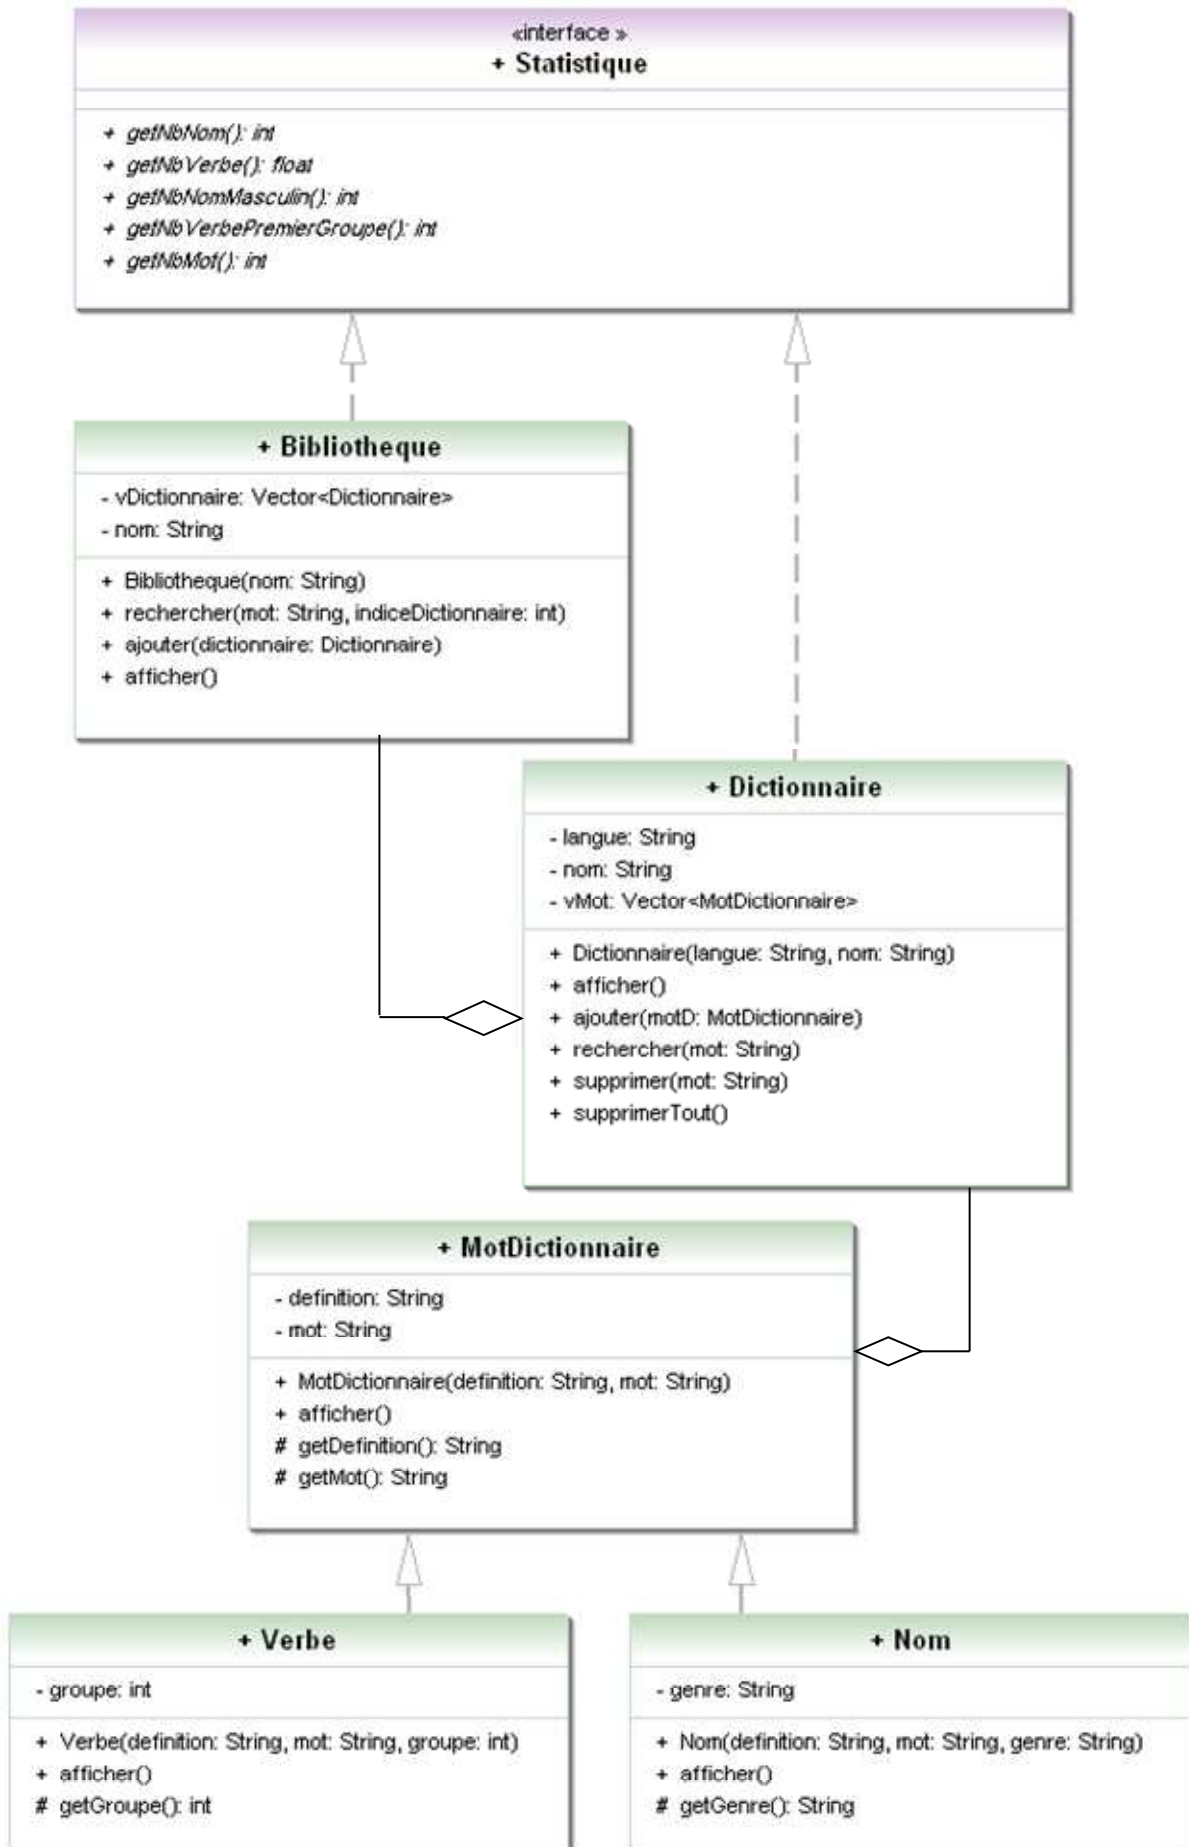 «interface »
+ Statistique
+ getNbNom(): int
+ getNbVerbe(): float
+ getNbNomMasculin(): int
+ getNbVerbePremierGroupe(): int
+ getNbMot(): int
+ Bibliotheque
- vDictionnaire: Vector<Dictionnaire>
- nom: String
+ Bibliotheque(nom: String)
+ rechercher(mot: String, indiceDictionnaire: int)
+ ajouter(dictionnaire: Dictionnaire)
+ afficher()
+ Dictionnaire
- langue: String
- nom: String
- vMot: Vector<MotDictionnaire>
+ Dictionnaire(langue: String, nom: String)
+ afficher()
+ ajouter(motD: MotDictionnaire)
+ rechercher(mot: String)
+ supprimer(mot: String)
+ supprimerTout()
+ MotDictionnaire
- definition: String
- mot: String
+ MotDictionnaire(definition: String, mot: String)
+ afficher()
# getDefinition(): String
# getMot(): String
+ Verbe
- groupe: int
+ Verbe(definition: String, mot: String, groupe: int)
+ afficher()
# getGroupe(): int
+ Nom
- genre: String
+ Nom(definition: String, mot: String, genre: String)
+ afficher()
# getGenre(): String